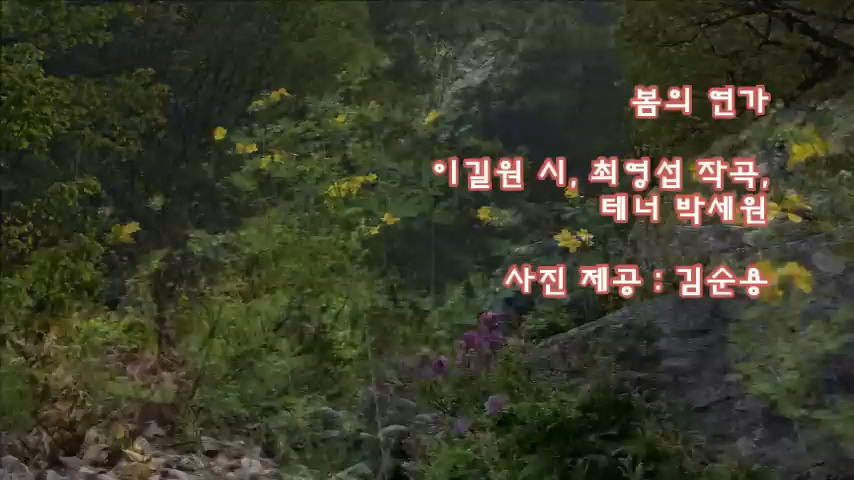 봄의 연가
이길원 시, 최영섭 작곡,
테너 박세원
사진 제공 : 김순용